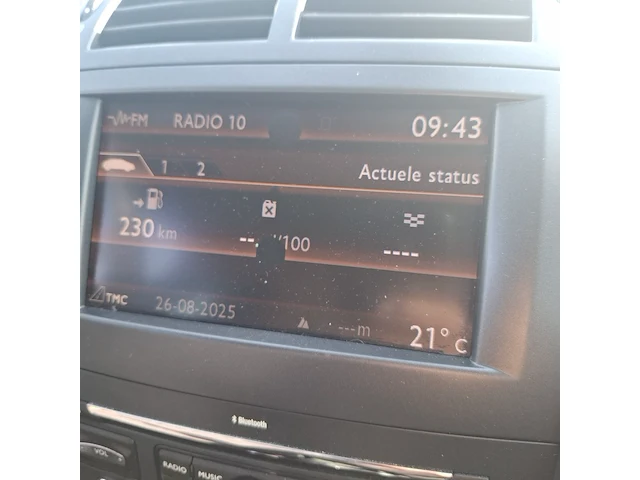 FM RADIO 10 09:43
1 2 Actuele status
230 km --.- /100 ----
TMC 26-08-2025 ---m 21° C
Bluetooth
VOL
RADIO MUSIC